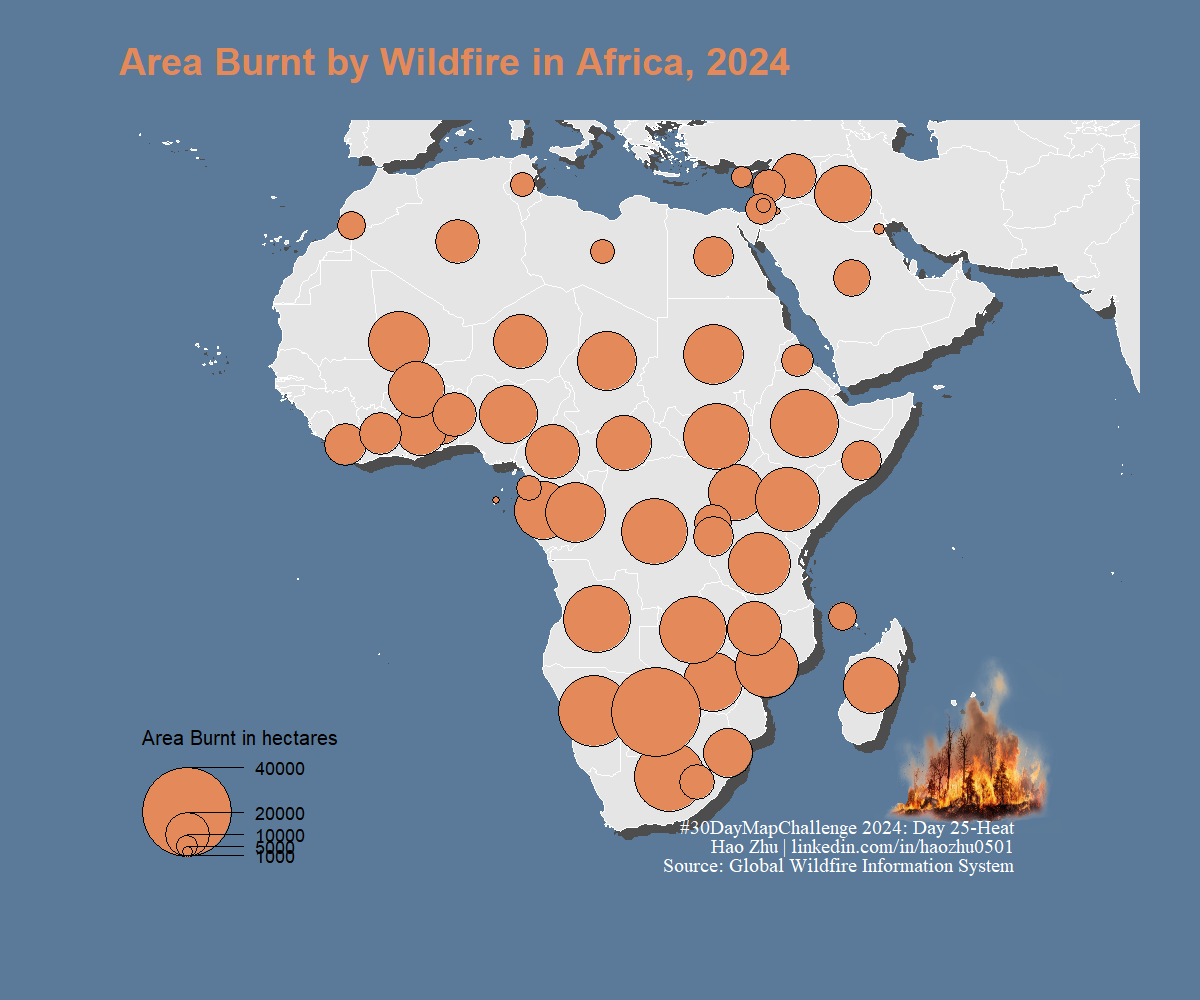 Area Burnt by Wildfire in Africa, 2024
Area Burnt in hectares
40000
20000
10000
5000
1000
#30DayMapChallenge 2024: Day 25-Heat
Hao Zhu | linkedin.com/in/haozhu0501
Source: Global Wildfire Information System